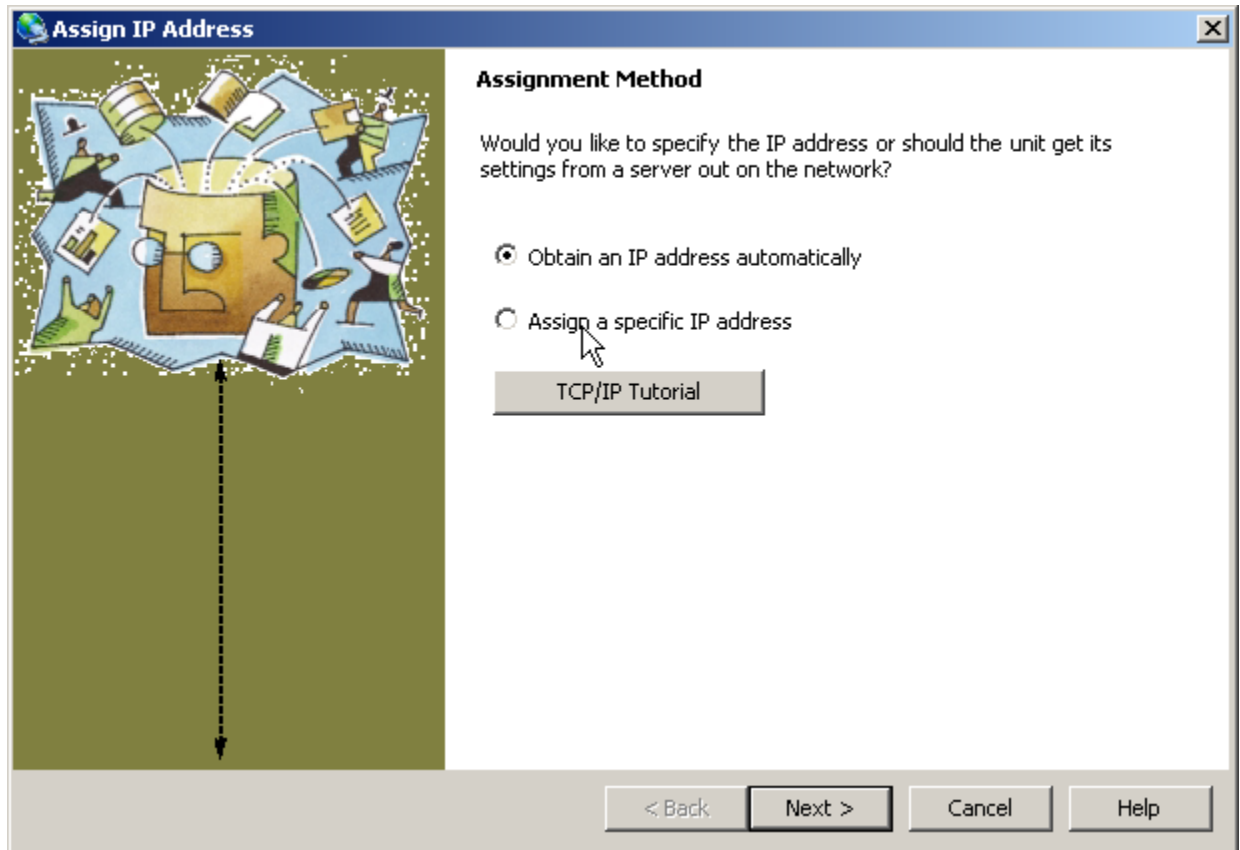 Assign IP Address
Assignment Method
Would you like to specify the IP address or should the unit get its
settings from a server out on the network?
Obtain an IP address automatically
Assign a specific IP address
TCP/IP Tutorial
< Back
Next >
Cancel
Help